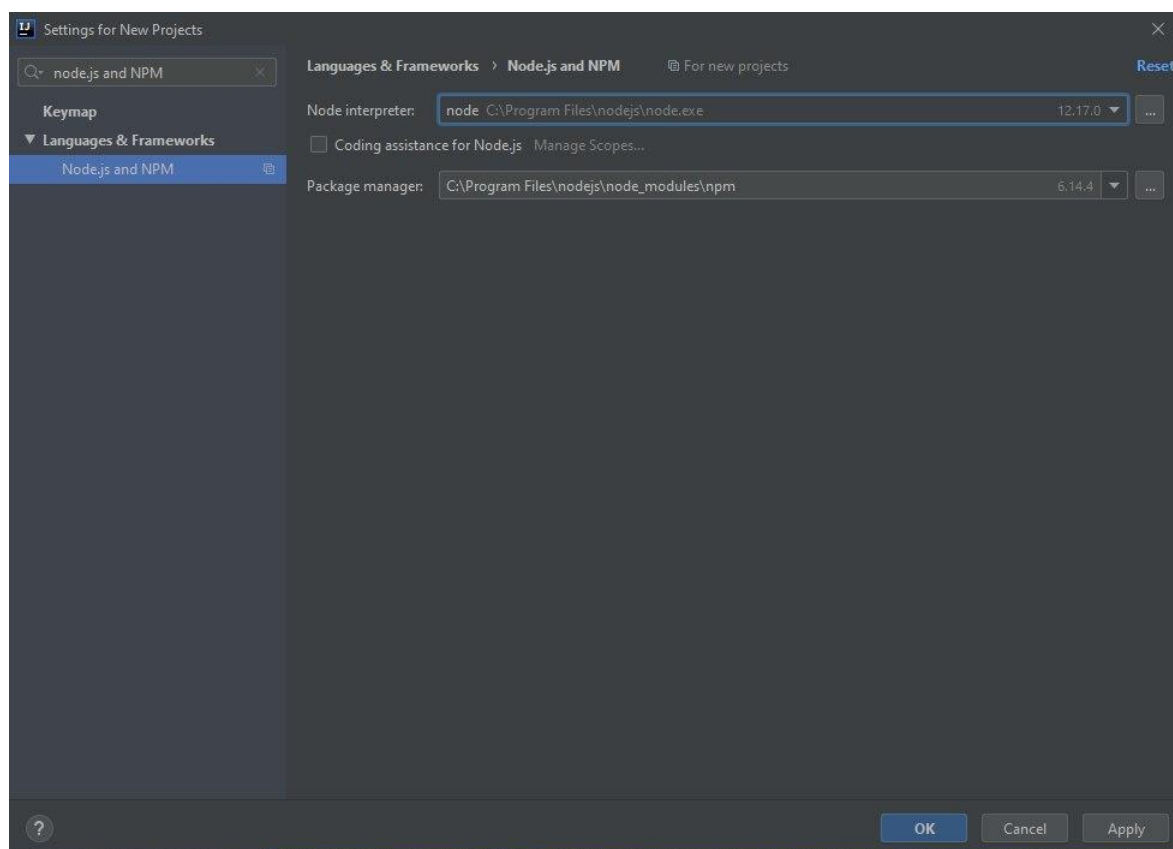 IJ Settings for New Projects
node.js and NPM
Keymap
Languages & Frameworks
Node.js and NPM
Languages & Frameworks › Node.js and NPM For new projects Reset
Node interpreter: node C:\Program Files\nodejs\node.exe 12.17.0 ...
Coding assistance for Node.js Manage Scopes...
Package manager: C:\Program Files\nodejs\node_modules\npm 6.14.4 ...
? OK Cancel Apply